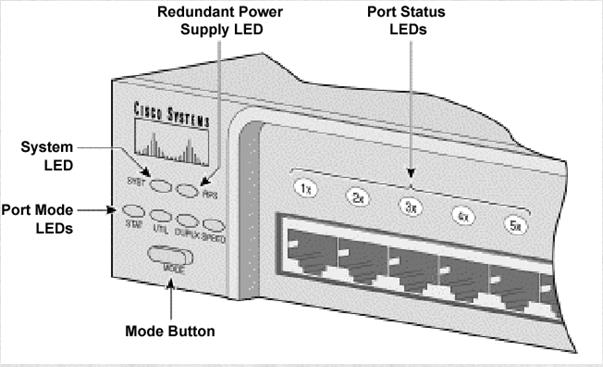 Redundant Power
Supply LED
Port Status
LEDs
CISCO SYSTEMS
System
LED
SYST
RPS
Port Mode
LEDs
STAT UTIL DUPLX SPEED
MODE
1x 2x 3x 4x 5x
Mode Button